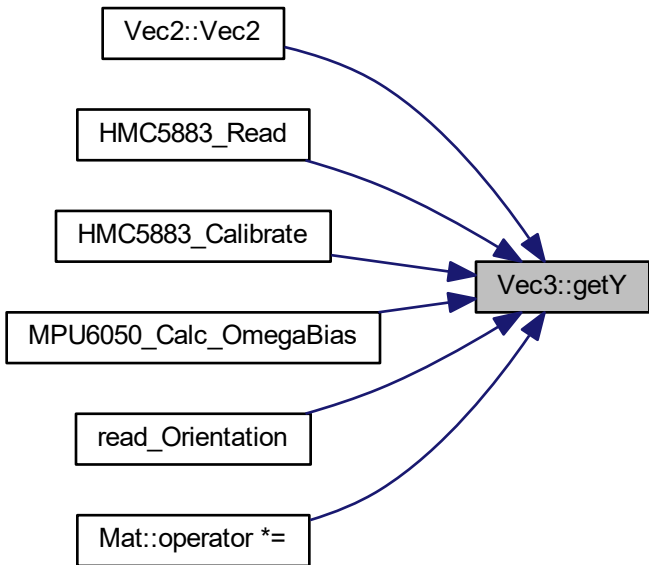 Vec2::Vec2
HMC5883_Read
HMC5883_Calibrate
Vec3::getY
MPU6050_Calc_OmegaBias
read_Orientation
Mat::operator *=